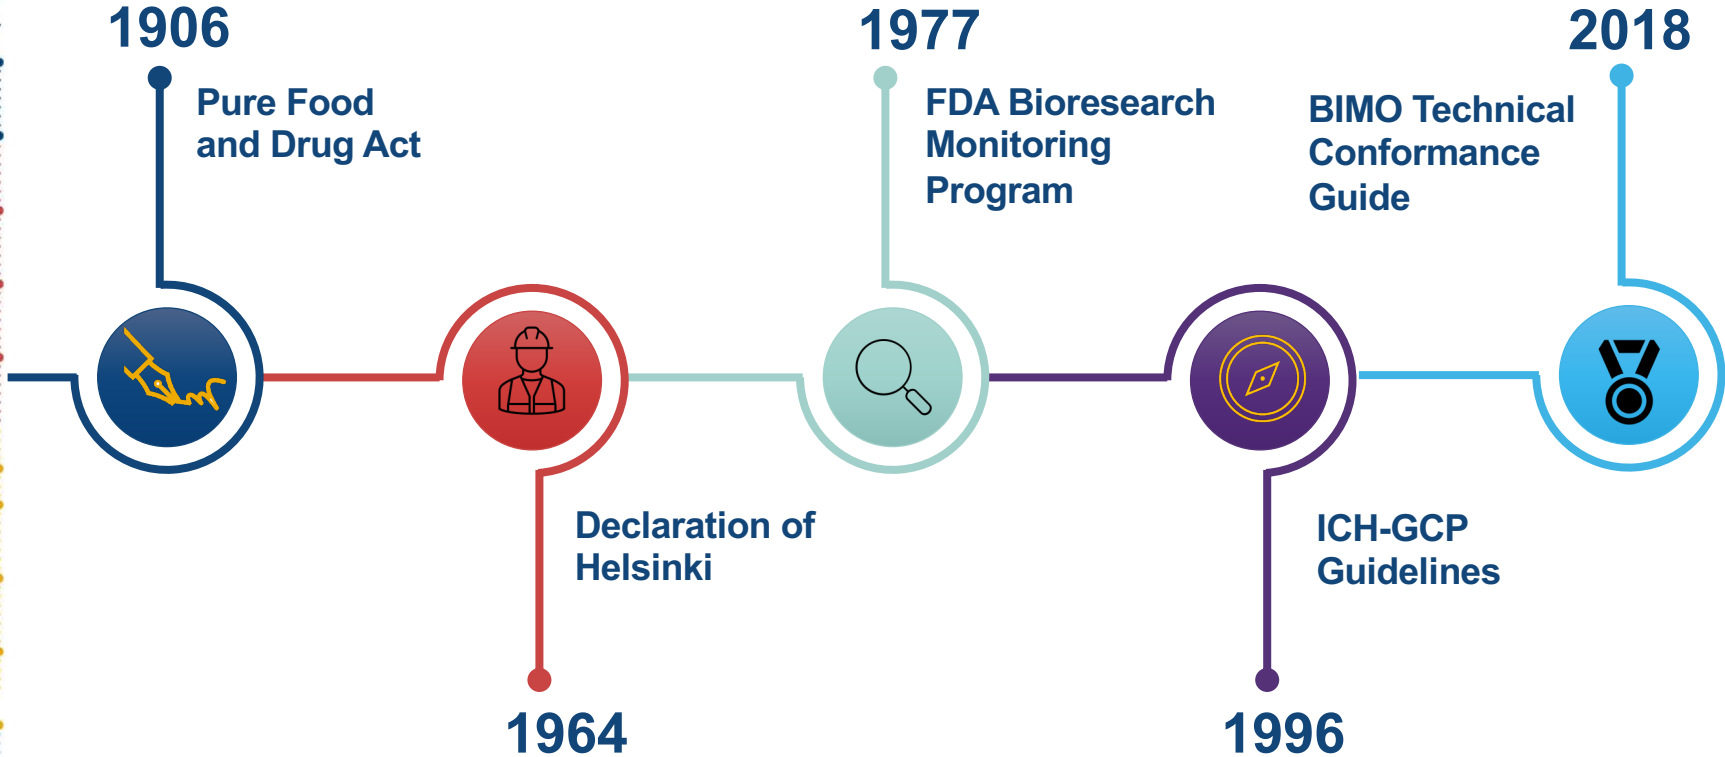 1906
Pure Food
and Drug Act
1964
Declaration of
Helsinki
1977
FDA Bioresearch
Monitoring
Program
1996
ICH-GCP
Guidelines
2018
BIMO Technical
Conformance
Guide